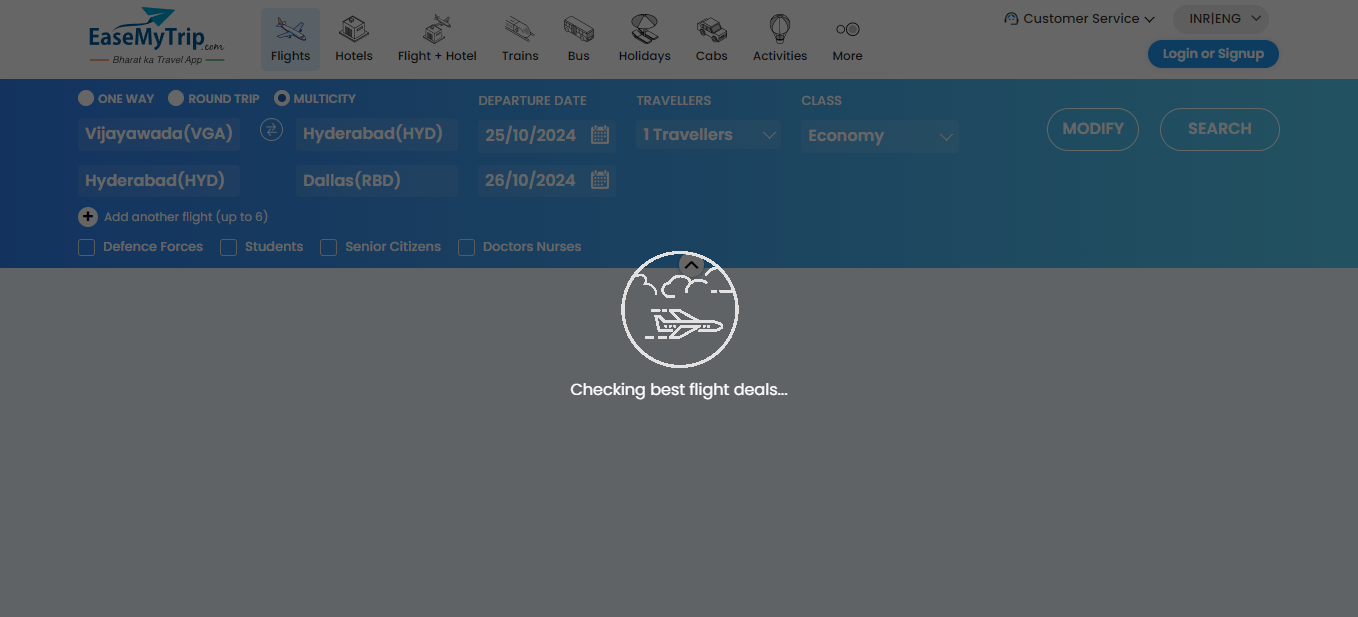 EaseMyTrip.com
Bharat ka Travel App
Flights
Hotels
Flight + Hotel
Trains
Bus
Holidays
Cabs
Activities
More
Customer Service
INR|ENG
Login or Signup
ONE WAY
ROUND TRIP
MULTICITY
DEPARTURE DATE
TRAVELLERS
CLASS
Vijayawada(VGA)
Hyderabad(HYD)
25/10/2024
1 Travellers
Economy
MODIFY
SEARCH
Hyderabad(HYD)
Dallas(RBD)
26/10/2024
Add another flight (up to 6)
Defence Forces
Students
Senior Citizens
Doctors Nurses
Checking best flight deals...